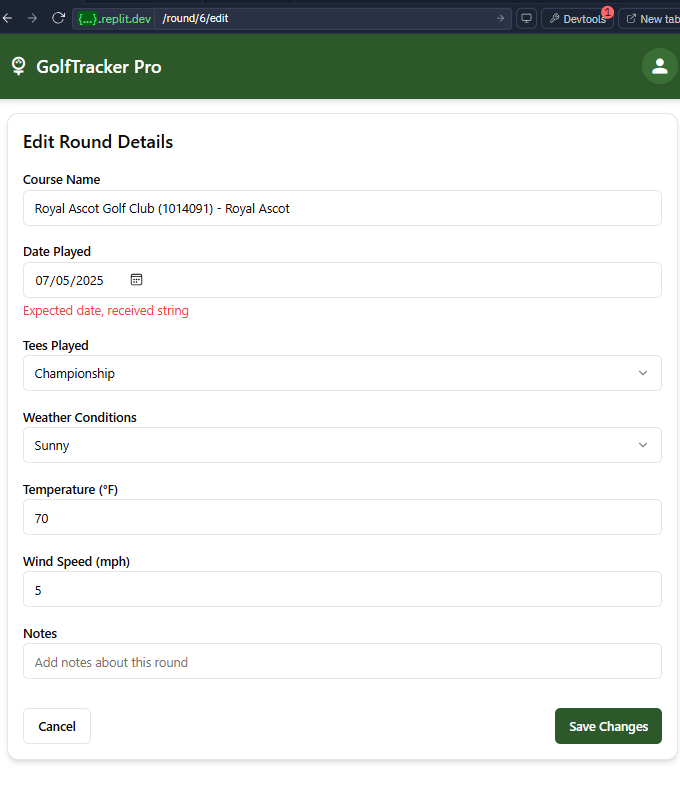 {...}.replit.dev /round/6/edit
Devtools 1
New tab
GolfTracker Pro
Edit Round Details
Course Name
Royal Ascot Golf Club (1014091) - Royal Ascot
Date Played
07/05/2025
Expected date, received string
Tees Played
Championship
Weather Conditions
Sunny
Temperature (°F)
70
Wind Speed (mph)
5
Notes
Add notes about this round
Cancel
Save Changes